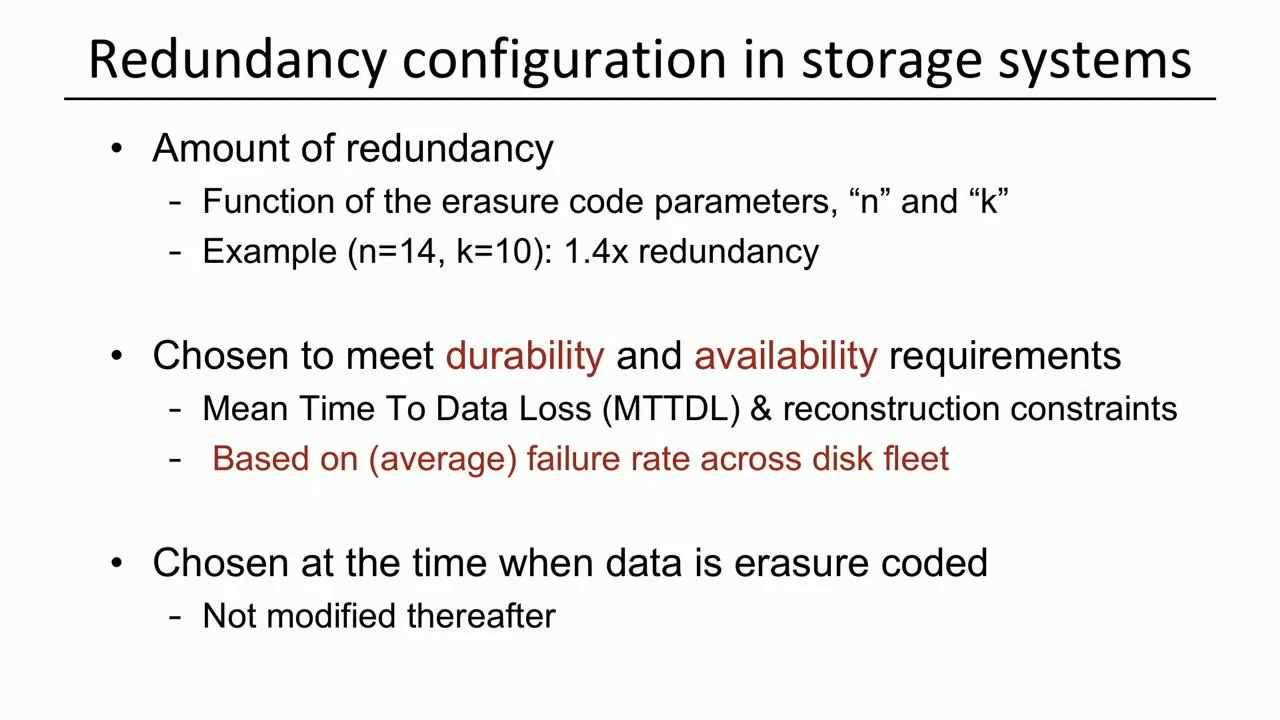 Redundancy configuration in storage systems
• Amount of redundancy
- Function of the erasure code parameters, “n” and “k”
- Example (n=14, k=10): 1.4x redundancy
• Chosen to meet durability and availability requirements
- Mean Time To Data Loss (MTTDL) & reconstruction constraints
- Based on (average) failure rate across disk fleet
• Chosen at the time when data is erasure coded
- Not modified thereafter